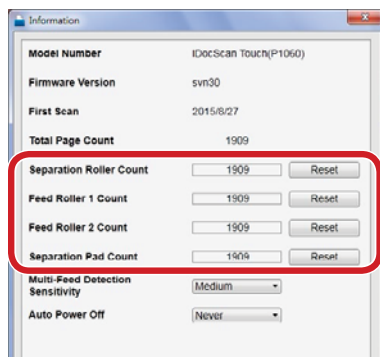 Information
Model Number IDocScan Touch(P1060)
Firmware Version svn30
First Scan 2015/8/27
Total Page Count 1909
Separation Roller Count 1909 Reset
Feed Roller 1 Count 1909 Reset
Feed Roller 2 Count 1909 Reset
Separation Pad Count 1909 Reset
Multi-Feed Detection
Sensitivity Medium
Auto Power Off Never